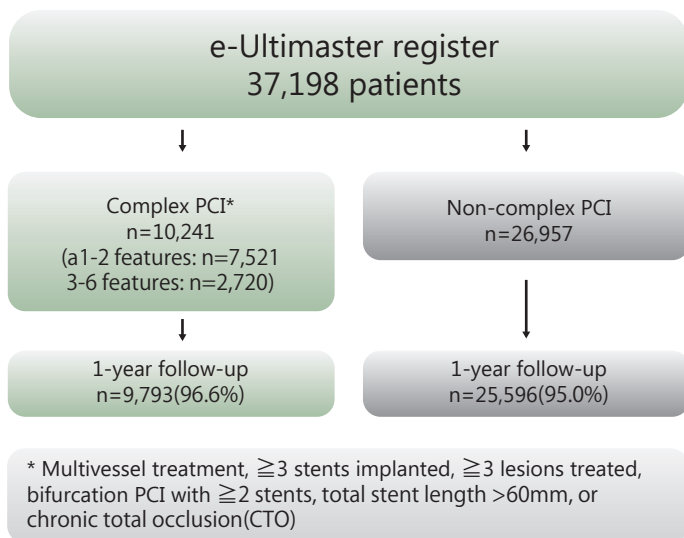 e-Ultimaster register
37,198 patients
Complex PCI*
n=10,241
(a1-2 features: n=7,521
3-6 features: n=2,720)
Non-complex PCI
n=26,957
1-year follow-up
n=9,793(96.6%)
1-year follow-up
n=25,596(95.0%)
* Multivessel treatment, ≧3 stents implanted, ≧3 lesions treated,
bifurcation PCI with ≧2 stents, total stent length >60mm, or
chronic total occlusion(CTO)